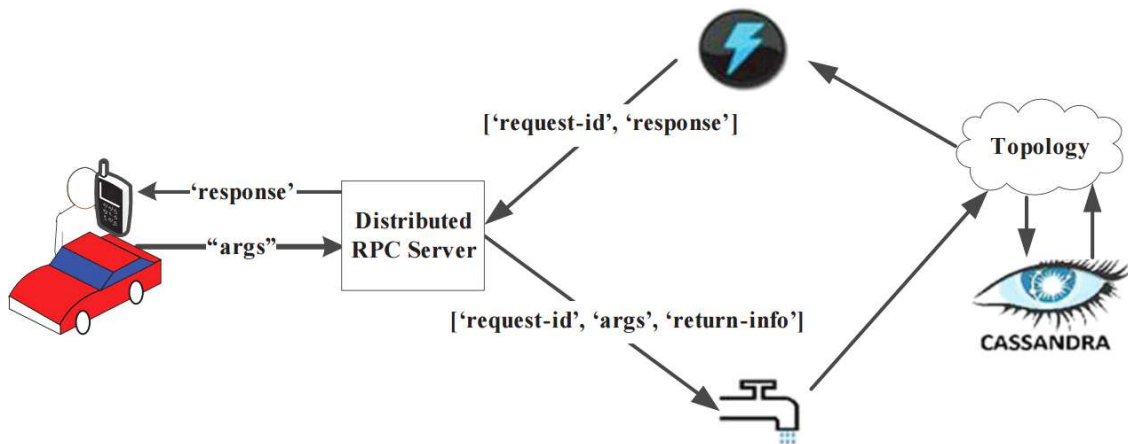 [‘request-id’, ‘response’]
Topology
‘response’
“args”
Distributed
RPC Server
[‘request-id’, ‘args’, ‘return-info’]
CASSANDRA